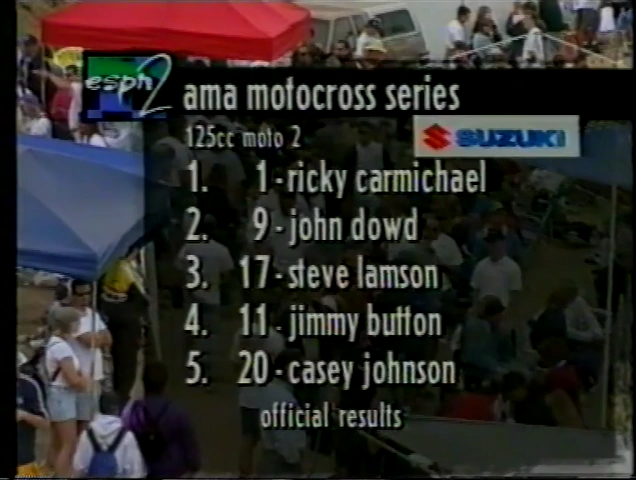 espn2
ama motocross series
125cc moto 2
SUZUKI
1. 1-ricky carmichael
2. 9-john dowd
3. 17-steve lamson
4. 11-jimmy button
5. 20-casey johnson
official results